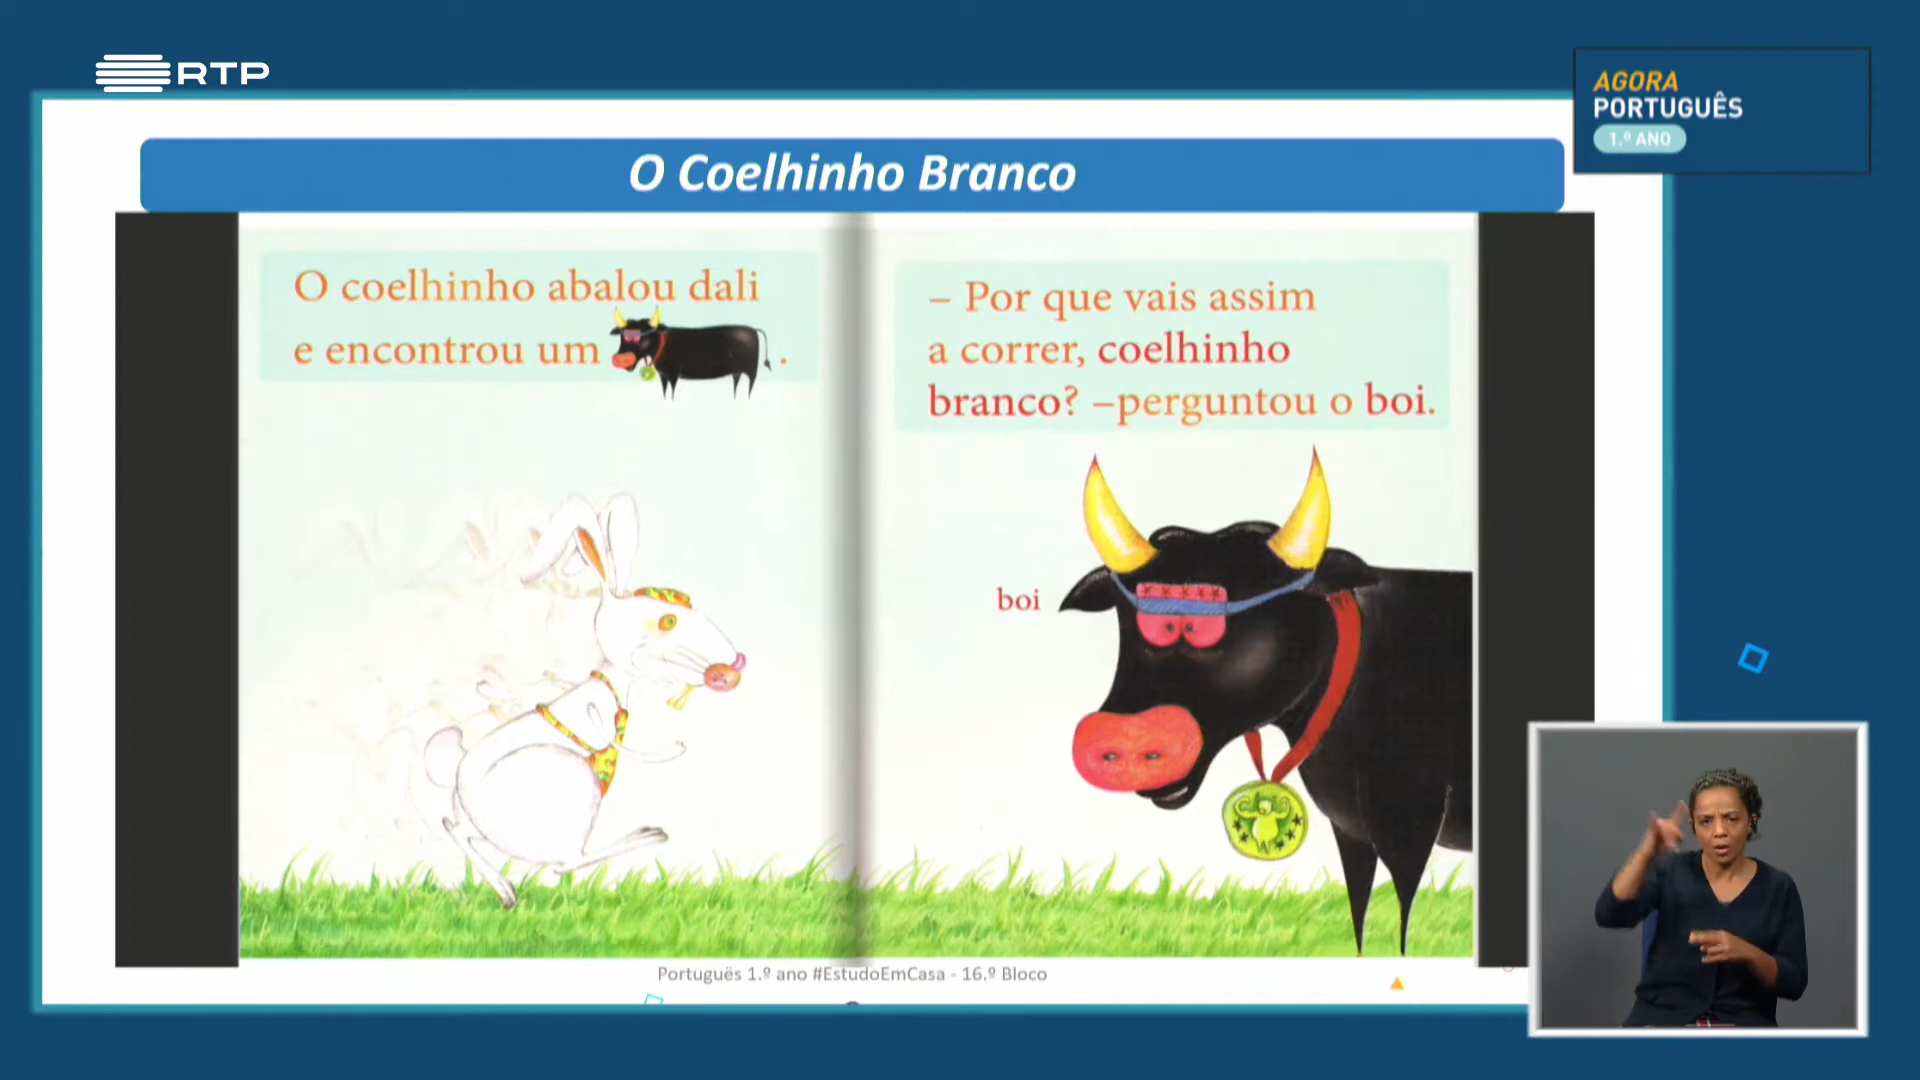 RTP
AGORA
PORTUGUÊS
1.º ANO
O Coelhinho Branco
O coelhinho abalou dali
e encontrou um .
– Por que vais assim
a correr, coelhinho
branco? –perguntou o boi.
boi
Português 1.º ano #EstudoEmCasa - 16.º Bloco